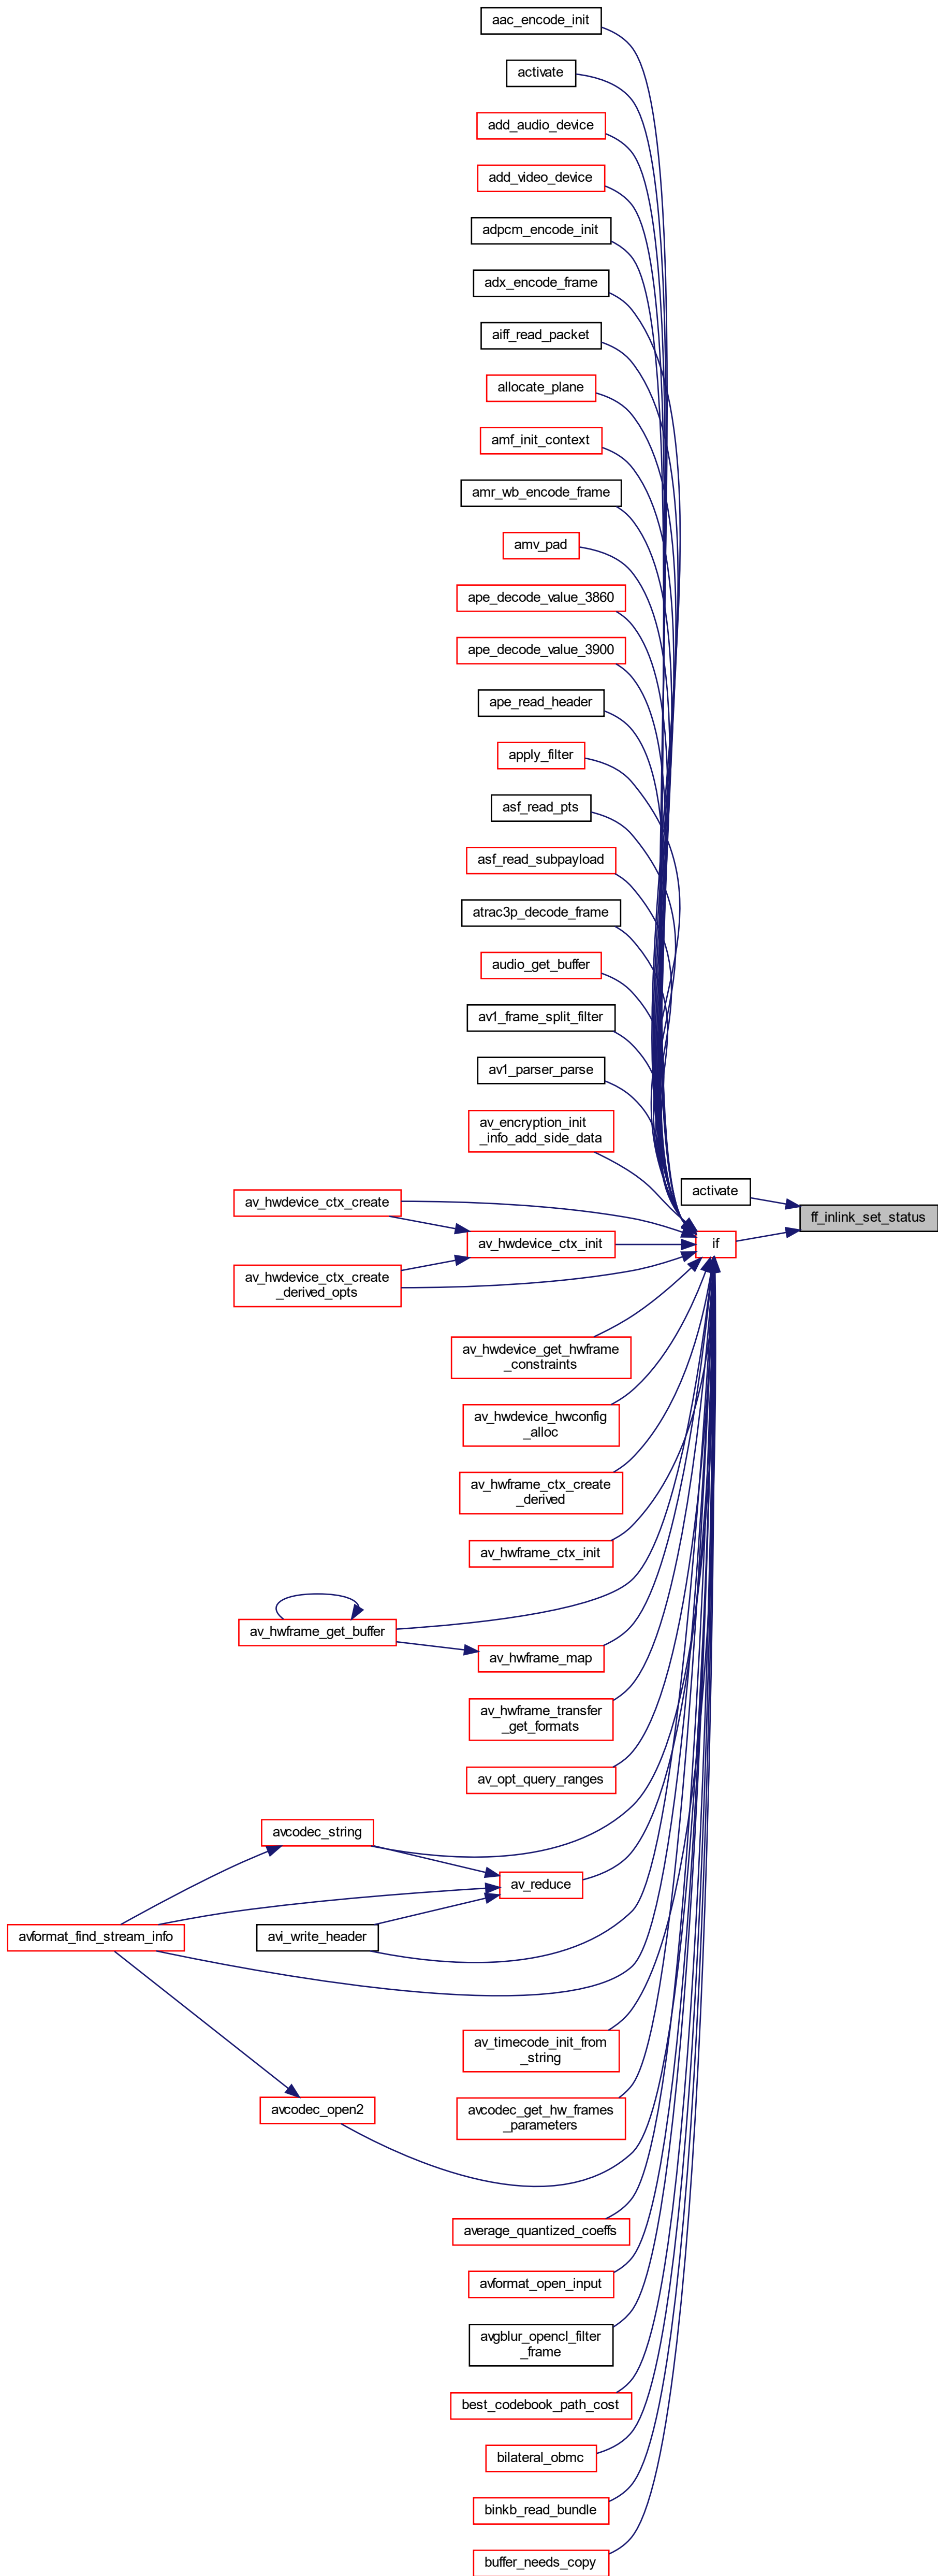 aac_encode_init
activate
add_audio_device
add_video_device
adpcm_encode_init
adx_encode_frame
aiff_read_packet
allocate_plane
amf_init_context
amr_wb_encode_frame
amv_pad
ape_decode_value_3860
ape_decode_value_3900
ape_read_header
apply_filter
asf_read_pts
asf_read_subpayload
atrac3p_decode_frame
audio_get_buffer
av1_frame_split_filter
av1_parser_parse
av_encryption_init
_info_add_side_data
activate
av_hwdevice_ctx_create
ff_inlink_set_status
av_hwdevice_ctx_init
if
av_hwdevice_ctx_create
_derived_opts
av_hwdevice_get_hwframe
_constraints
av_hwdevice_hwconfig
_alloc
av_hwframe_ctx_create
_derived
av_hwframe_ctx_init
av_hwframe_get_buffer
av_hwframe_map
av_hwframe_transfer
_get_formats
av_opt_query_ranges
avcodec_string
av_reduce
avformat_find_stream_info
avi_write_header
av_timecode_init_from
_string
avcodec_open2
avcodec_get_hw_frames
_parameters
average_quantized_coeffs
avformat_open_input
avgblur_opencl_filter
_frame
best_codebook_path_cost
bilateral_obmc
binkb_read_bundle
buffer_needs_copy